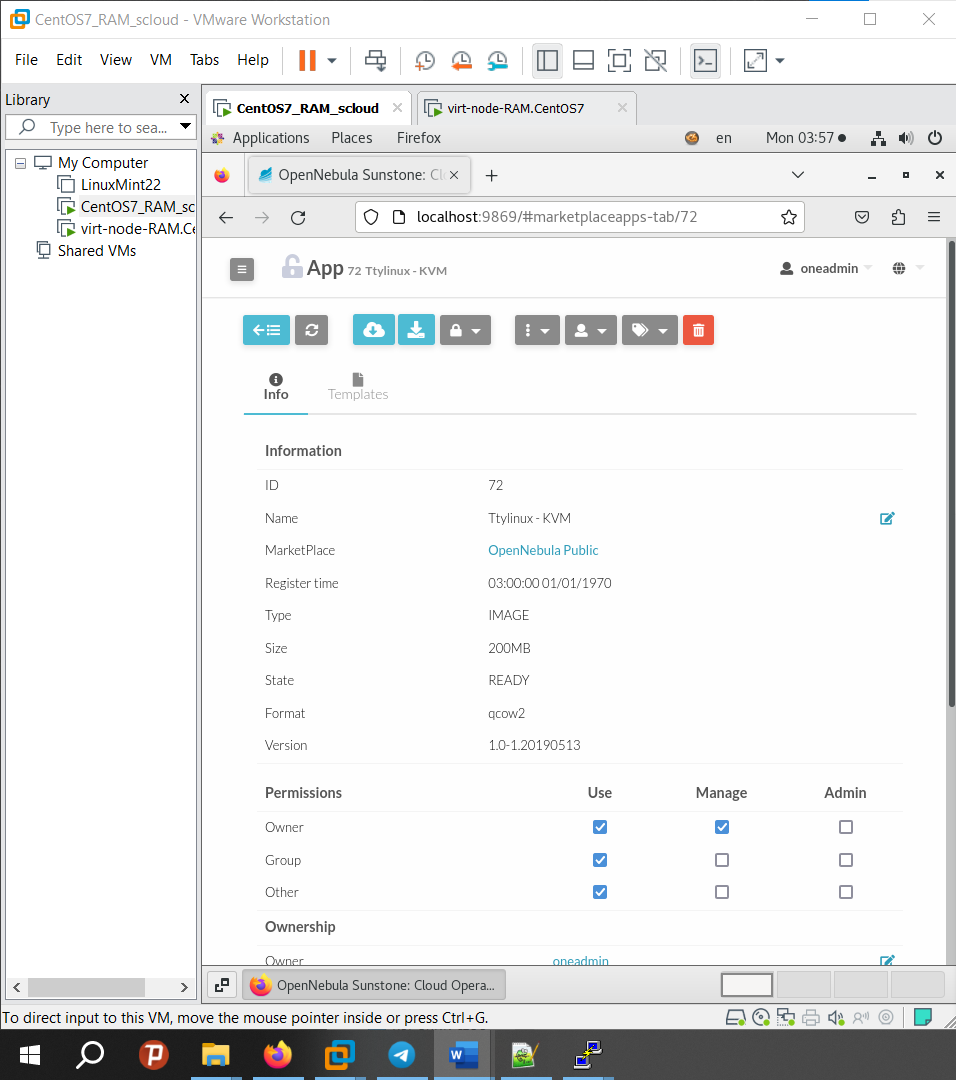 CentOS7_RAM_scloud - VMware Workstation
File Edit View VM Tabs Help
Library
Type here to sea...
My Computer
LinuxMint22
CentOS7_RAM_sc
virt-node-RAM.Ce
Shared VMs
CentOS7_RAM_scloud
virt-node-RAM.CentOS7
Applications Places Firefox en Mon 03:57
OpenNebula Sunstone: Clo
localhost:9869/#marketplaceapps-tab/72
App 72 Ttylinux - KVM
oneadmin
Info
Templates
Information
ID 72
Name Ttylinux - KVM
MarketPlace OpenNebula Public
Register time 03:00:00 01/01/1970
Type IMAGE
Size 200MB
State READY
Format qcow2
Version 1.0-1.20190513
Permissions Use Manage Admin
Owner
Group
Other
Ownership
Owner oneadmin
OpenNebula Sunstone: Cloud Opera...
To direct input to this VM, move the mouse pointer inside or press Ctrl+G.